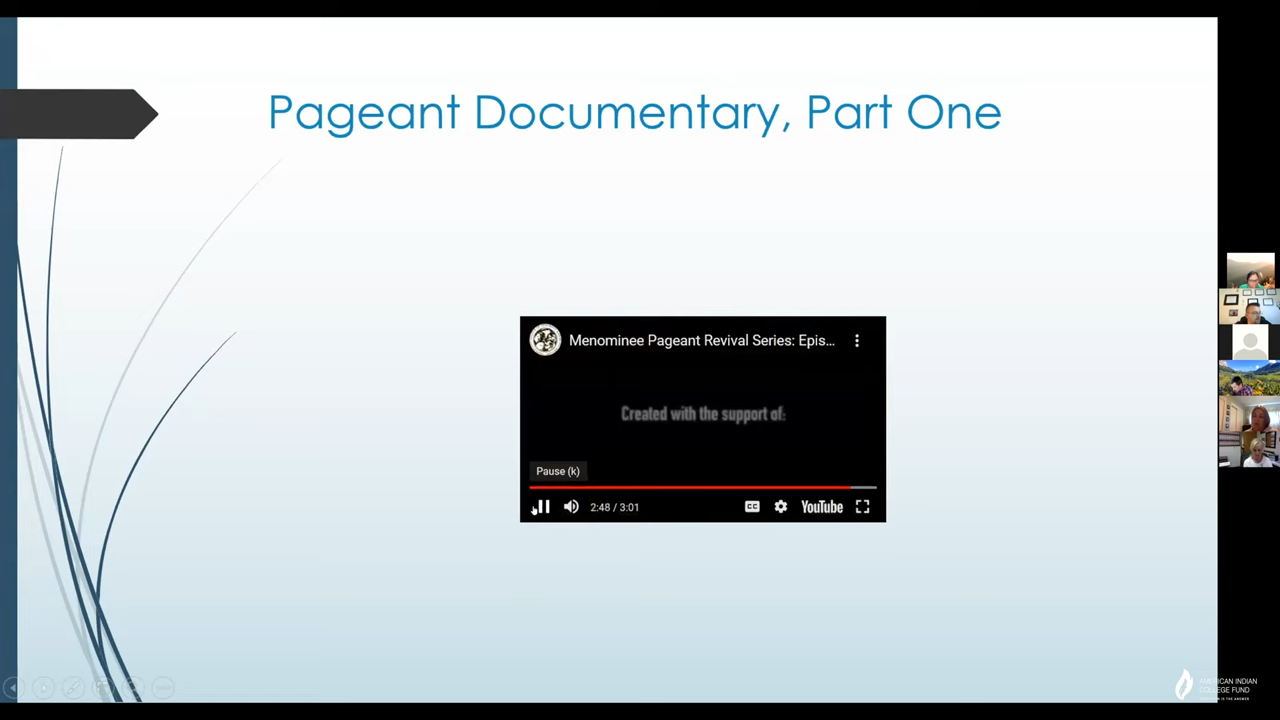 Pageant Documentary, Part One
Menominee Pageant Revival Series: Epis...
Created with the support of:
Pause (k)
2:48 / 3:01
CC
YouTube
AMERICAN INDIAN
COLLEGE FUND